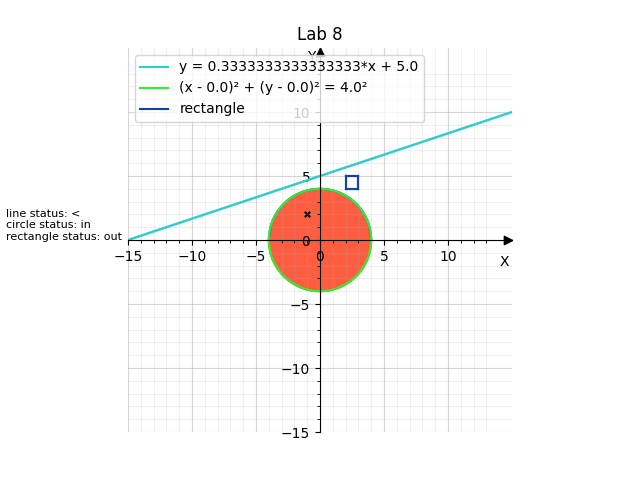 Lab 8
Y
y = 0.3333333333333333*x + 5.0
(x - 0.0)² + (y - 0.0)² = 4.0²
rectangle
10
5
line status: <
circle status: in
rectangle status: out
0
−15 −10 −5 0 5 10
X
−5
−10
−15